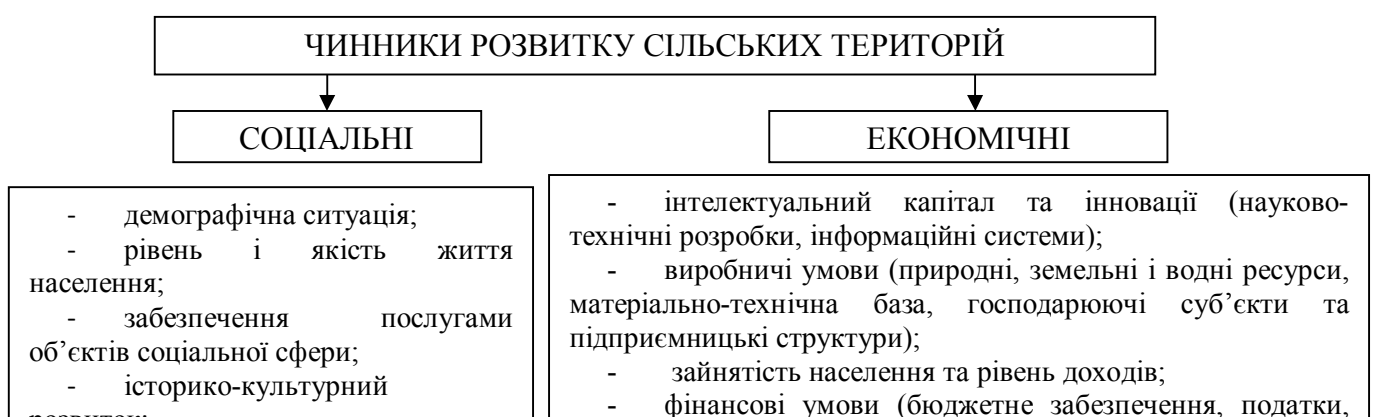 ЧИННИКИ РОЗВИТКУ СІЛЬСЬКИХ ТЕРИТОРІЙ
СОЦІАЛЬНІ
ЕКОНОМІЧНІ
- демографічна ситуація;
- рівень і якість життя
населення;
- забезпечення послугами
об’єктів соціальної сфери;
- історико-культурний
- інтелектуальний капітал та інновації (науково-
технічні розробки, інформаційні системи);
- виробничі умови (природні, земельні і водні ресурси,
матеріально-технічна база, господарюючі суб’єкти та
підприємницькі структури);
- зайнятість населення та рівень доходів;
- фінансові умови (бюджетне забезпечення, податки,